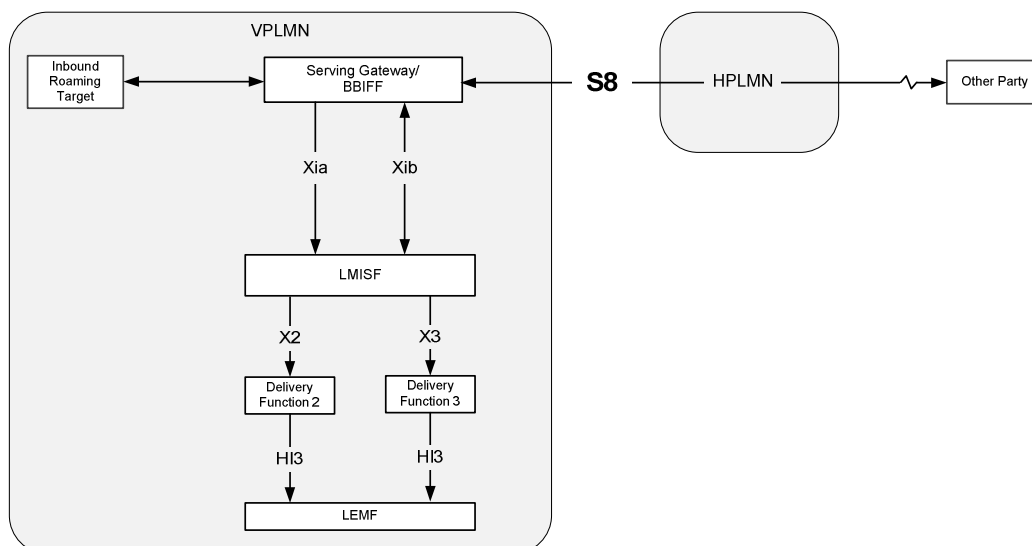 VPLMN
Inbound
Roaming
Target
Serving Gateway/
BBIFF
S8
HPLMN
Other Party
Xia
Xib
LMISF
X2
X3
Delivery
Function 2
Delivery
Function 3
HI3
HI3
LEMF